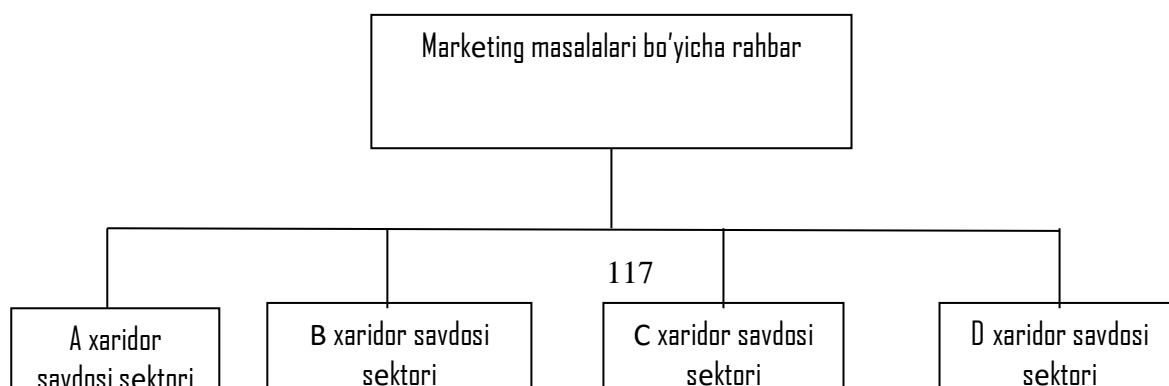 Marketing masalalari bo'yicha rahbar
117
A xaridor
savdosi sektori
B xaridor savdosi
sektori
C xaridor savdosi
sektori
D xaridor savdosi
sektori